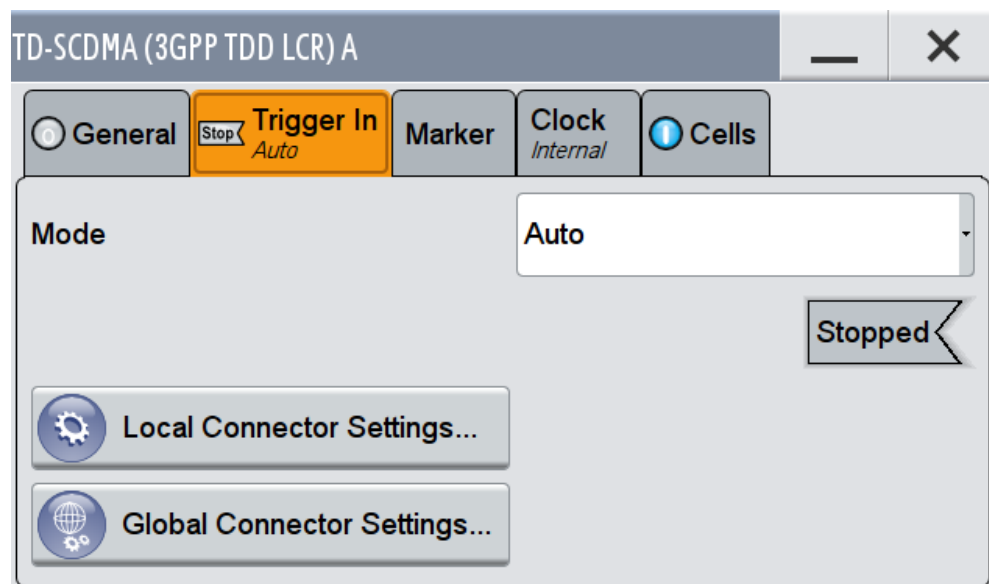 TD-SCDMA (3GPP TDD LCR) A
General
Stop
Trigger In
Auto
Marker
Clock
Internal
Cells
Mode
Auto
Stopped
Local Connector Settings...
Global Connector Settings...